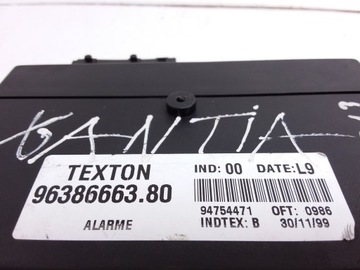 XANTIA
TEXTON
96386663.80
ALARME
IND: 00 DATE: L9
94754471 OFT: 0986
INDTEX: B 30/11/99